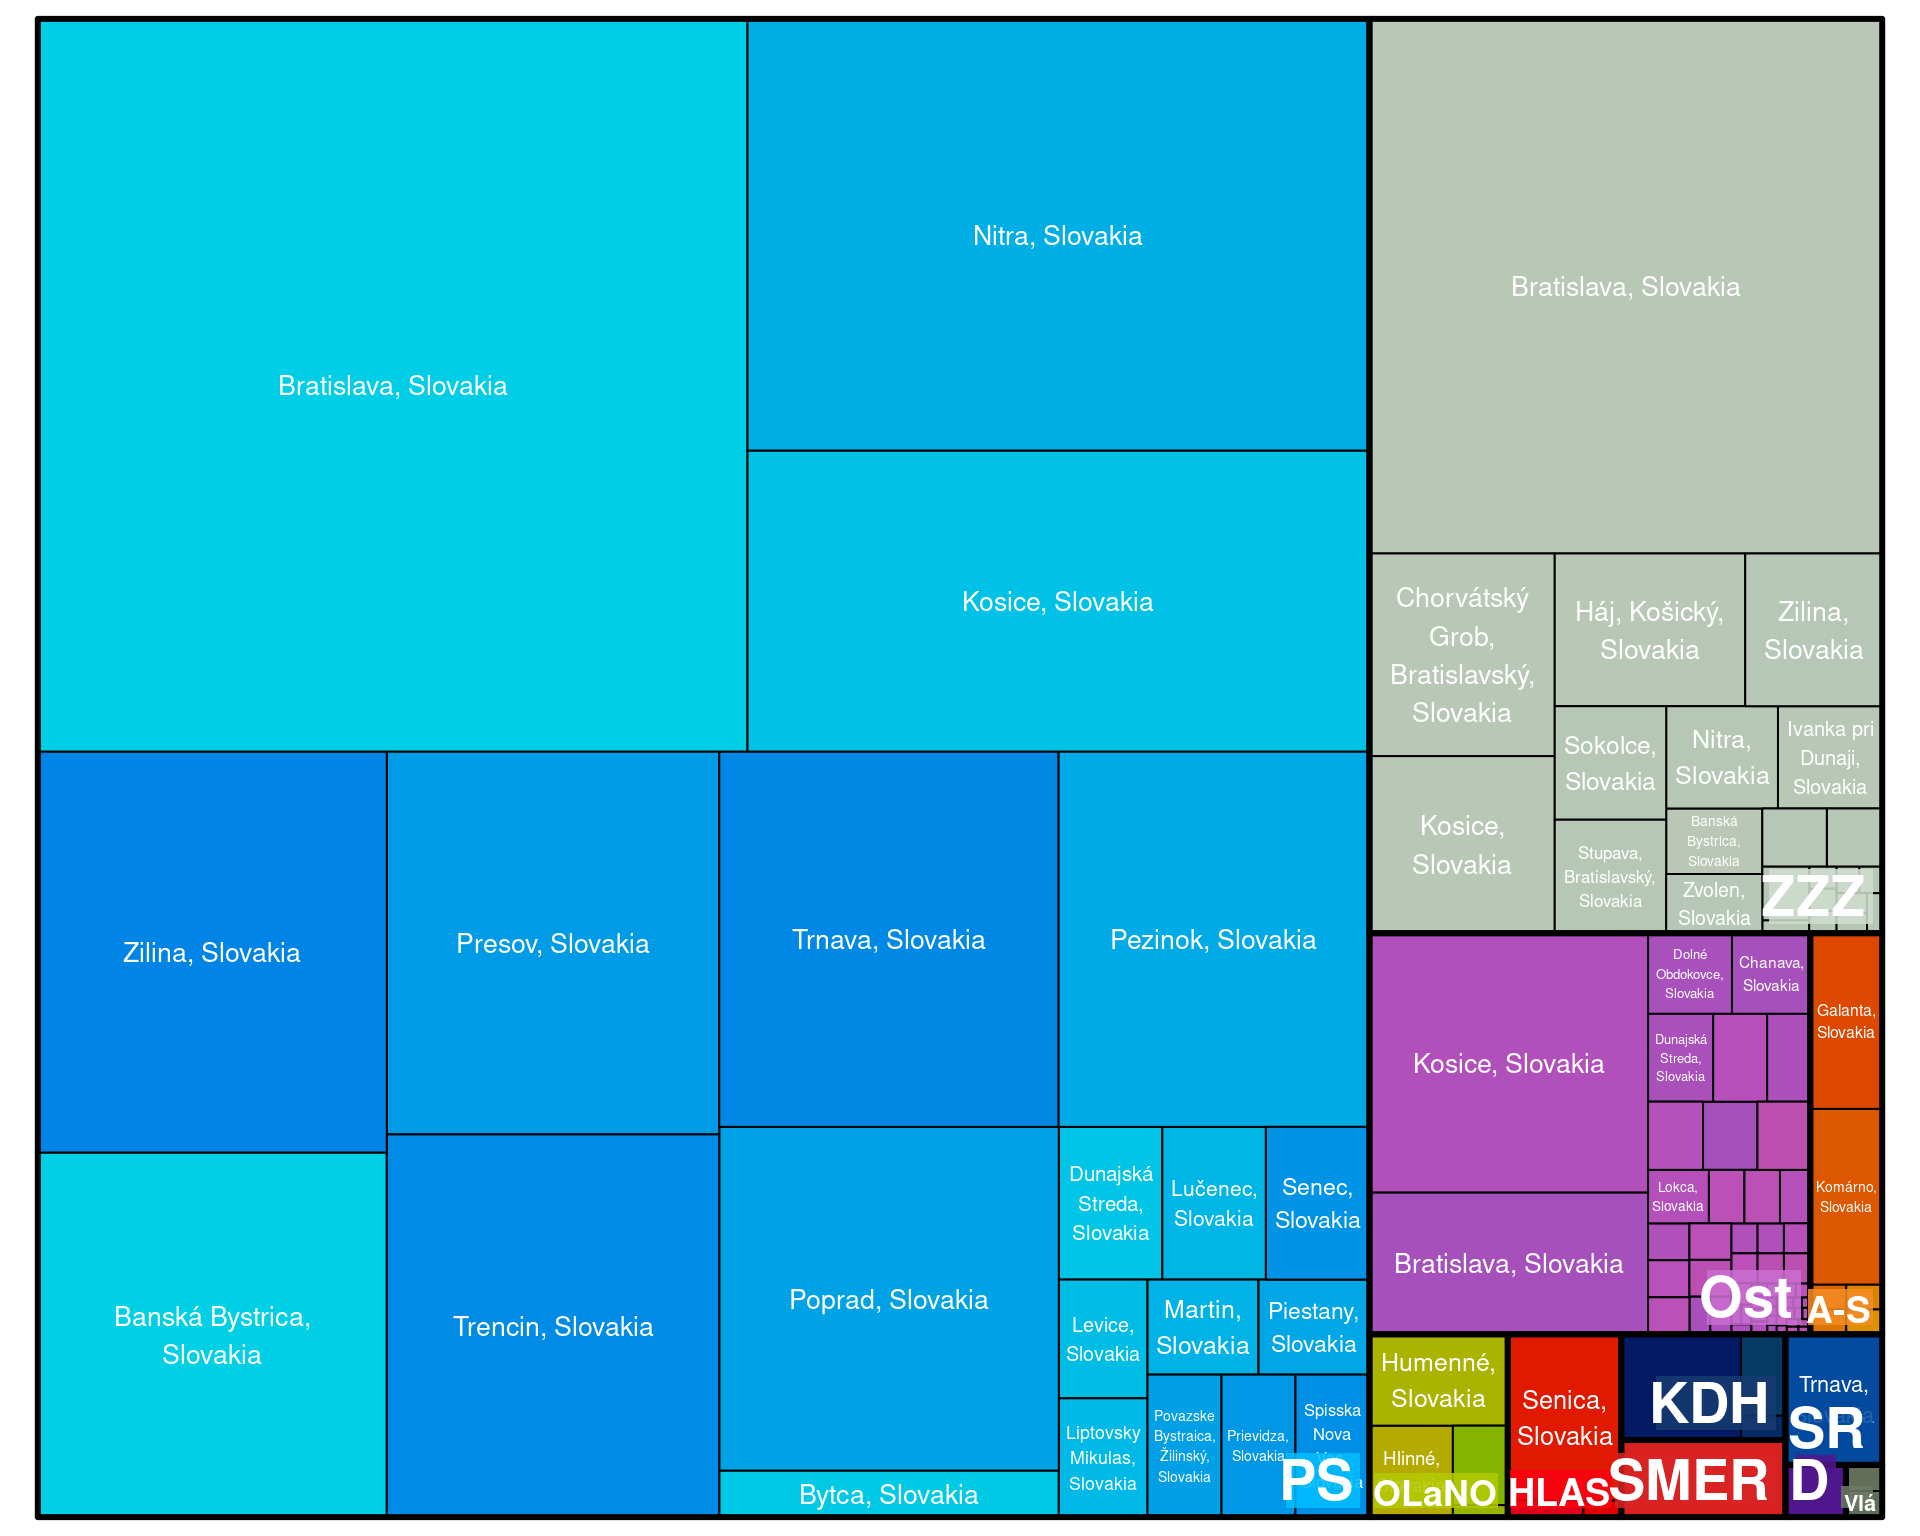 Bratislava, Slovakia
Nitra, Slovakia
Kosice, Slovakia
Zilina, Slovakia
Presov, Slovakia
Trnava, Slovakia
Pezinok, Slovakia
Banská Bystrica,
Slovakia
Trencin, Slovakia
Poprad, Slovakia
Bytca, Slovakia
Dunajská
Streda,
Slovakia
Lučenec,
Slovakia
Senec,
Slovakia
Levice,
Slovakia
Martin,
Slovakia
Piestany,
Slovakia
Liptovsky
Mikulas,
Slovakia
Povazske
Bystraica,
Žilinský,
Slovakia
Prievidza,
Slovakia
Spisska
Nova
PS
Bratislava, Slovakia
Chorvátský
Grob,
Bratislavský,
Slovakia
Háj, Košický,
Slovakia
Zilina,
Slovakia
Kosice,
Slovakia
Sokolce,
Slovakia
Nitra,
Slovakia
Ivanka pri
Dunaji,
Slovakia
Stupava,
Bratislavský,
Slovakia
Banská
Bystrica,
Slovakia
Zvolen,
Slovakia
ZZZ
Kosice, Slovakia
Bratislava, Slovakia
Dolné
Obdokovce,
Slovakia
Chanava,
Slovakia
Dunajská
Streda,
Slovakia
Lokca,
Slovakia
Ost
Galanta,
Slovakia
Komárno,
Slovakia
A-S
Humenné,
Slovakia
Hlinné,
OLaNO
Senica,
Slovakia
HLAS
KDH
SMER
Trnava,
SR
D
Vlá